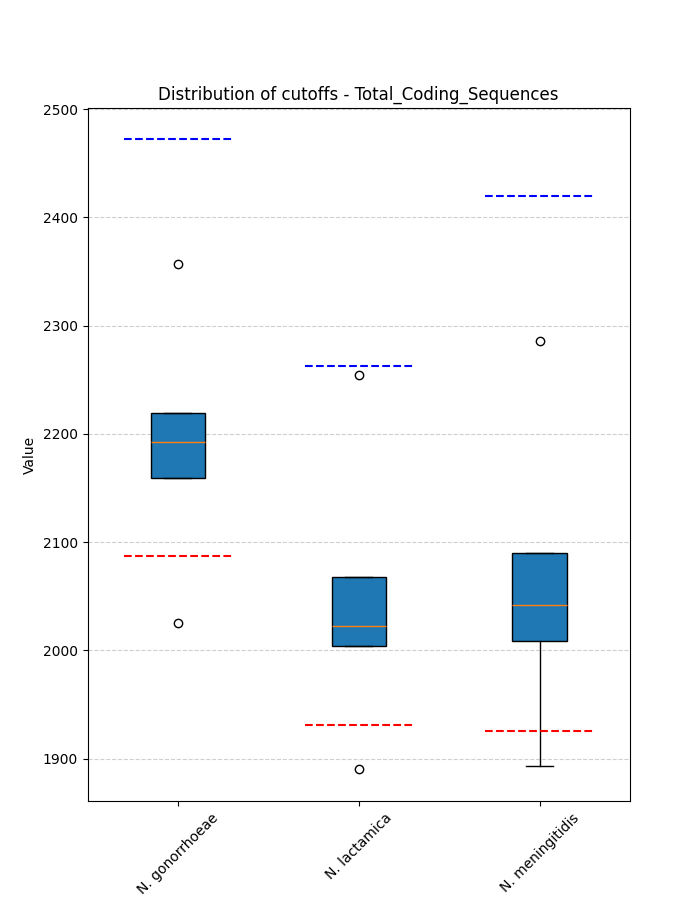 Distribution of cutoffs - Total_Coding_Sequences
2500
2400
2300
2200
2100
2000
1900
Value
N. gonorrhoeae
N. lactamica
N. meningitidis